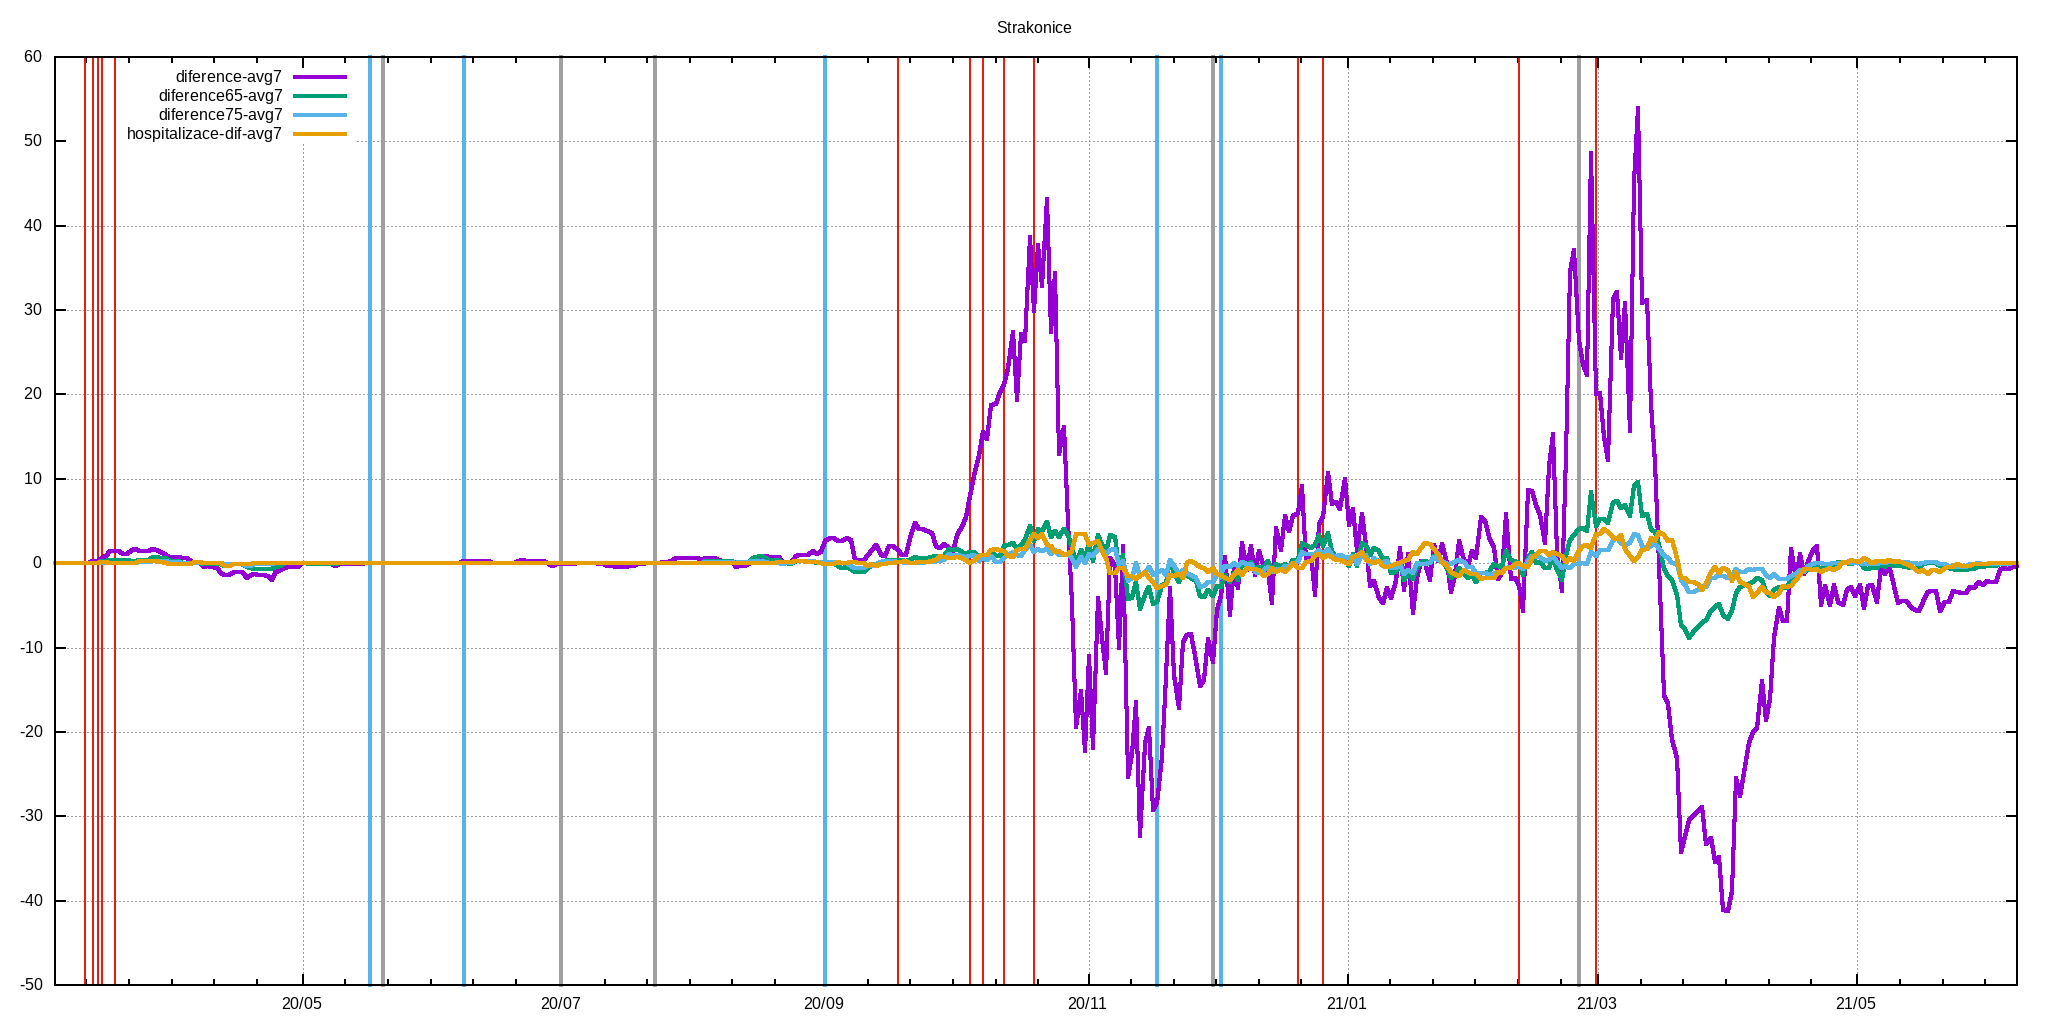 Strakonice
60
50
40
30
20
10
0
-10
-20
-30
-40
-50
diference-avg7
diference65-avg7
diference75-avg7
hospitalizace-dif-avg7
20/05 20/07 20/09 20/11 21/01 21/03 21/05